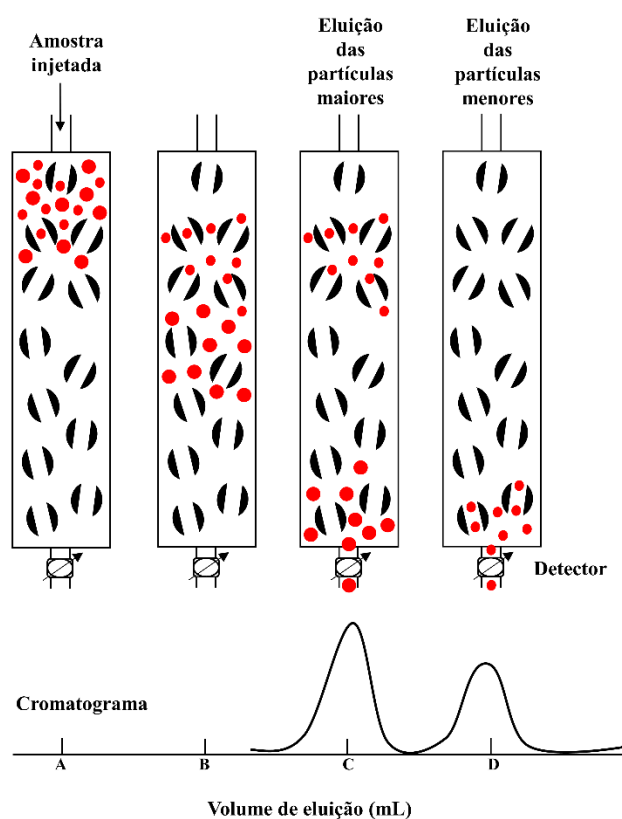 Amostra
injetada
Eluição
das
partículas
maiores
Eluição
das
partículas
menores
Detector
Cromatograma
A
B
C
D
Volume de eluição (mL)